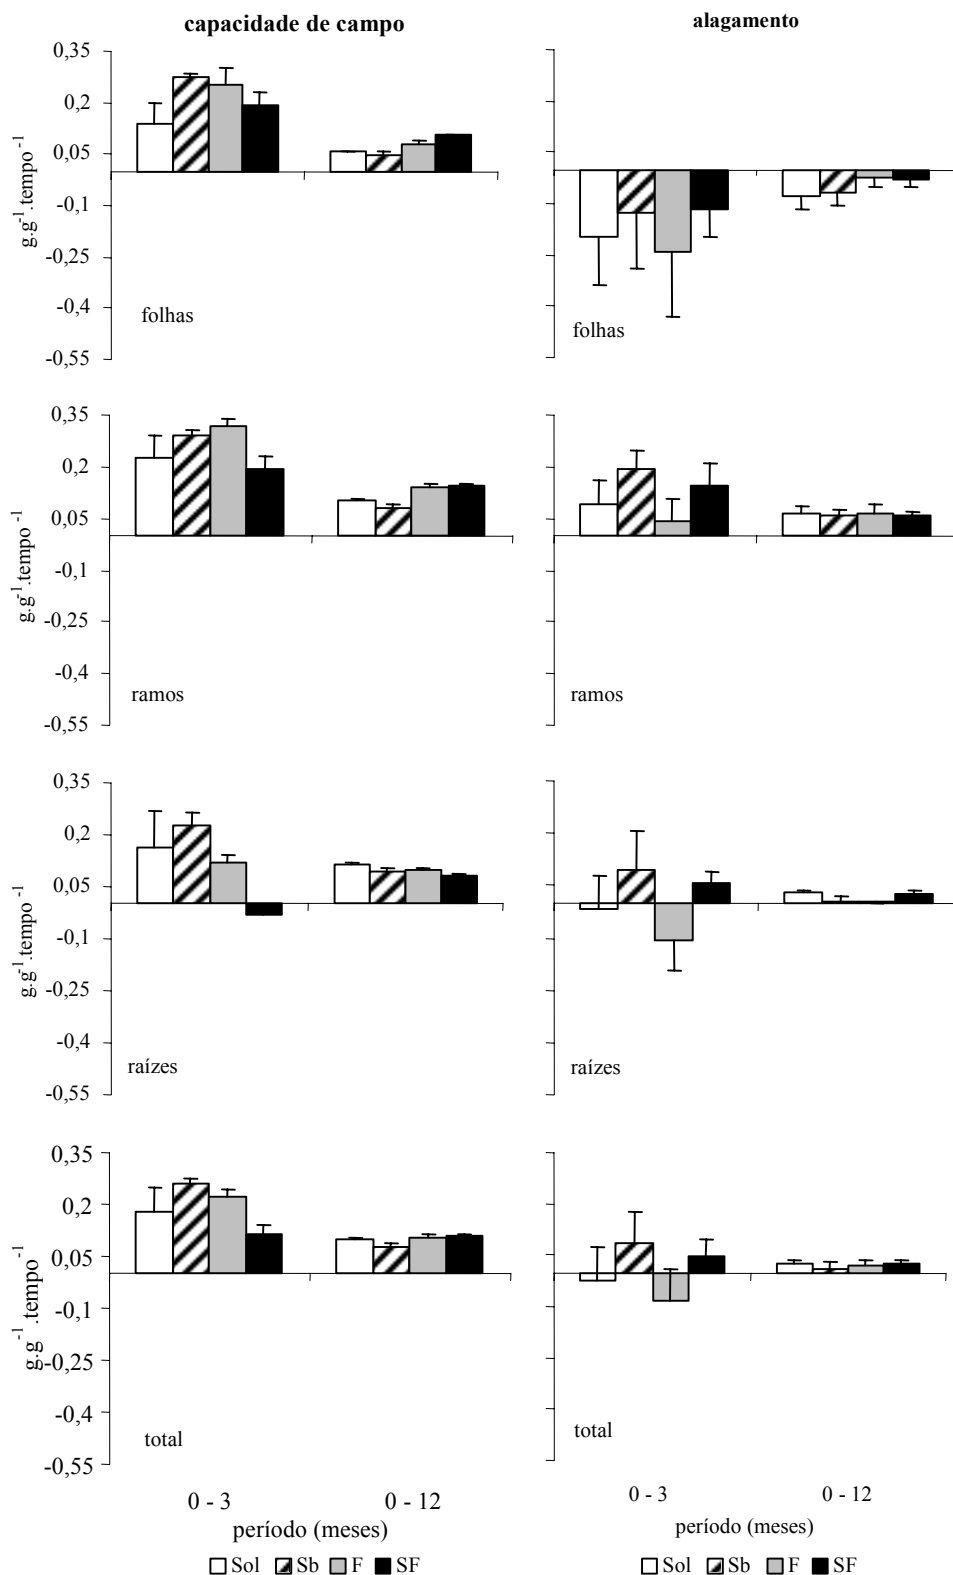 capacidade de campo
alagamento
0,35
0,2
0,05
-0,1
-0,25
-0,4
-0,55
g.g-1.tempo-1
folhas
folhas
0,35
0,2
0,05
-0,1
-0,25
-0,4
-0,55
g.g-1.tempo-1
ramos
ramos
0,35
0,2
0,05
-0,1
-0,25
-0,4
-0,55
g.g-1.tempo-1
raízes
raízes
0,35
0,2
0,05
-0,1
-0,25
-0,4
-0,55
g.g-1.tempo-1
total
total
0 - 3 0 - 12
período (meses)
Sol Sb F SF
0 - 3 0 - 12
período (meses)
Sol Sb F SF